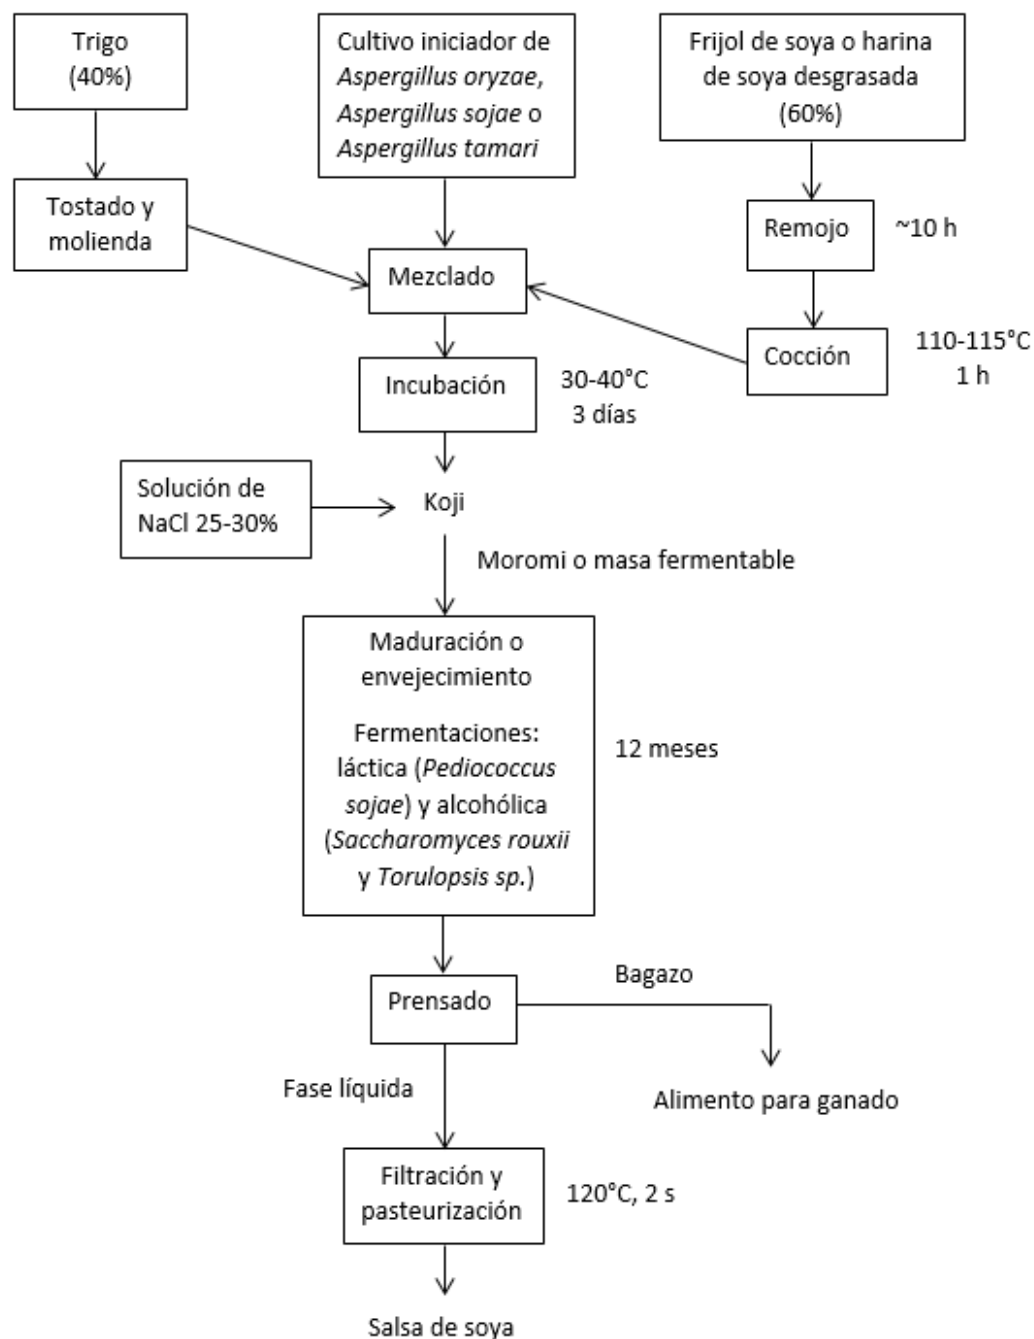 Trigo
(40%)
Cultivo iniciador de
Aspergillus oryzae,
Aspergillus sojae o
Aspergillus tamari
Frijol de soya o harina
de soya desgrasada
(60%)
Tostado y
molienda
Remojo
~10 h
Mezclado
Cocción
110-115°C
1 h
Incubación
30-40°C
3 días
Solución de
NaCl 25-30%
Koji
Moromi o masa fermentable
Maduración o
envejecimiento
Fermentaciones:
láctica (Pediococcus
sojae) y alcohólica
(Saccharomyces rouxii
y Torulopsis sp.)
12 meses
Prensado
Bagazo
Fase líquida
Alimento para ganado
Filtración y
pasteurización
120°C, 2 s
Salsa de soya